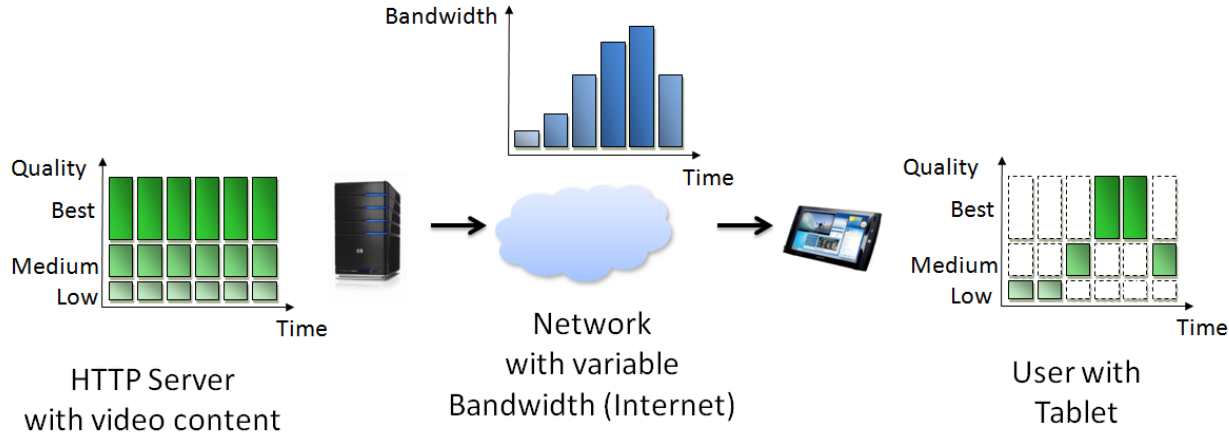 Bandwidth
Time
Quality
Best
Medium
Low
Time
HTTP Server
with video content
Network
with variable
Bandwidth (Internet)
Quality
Best
Medium
Low
Time
User with
Tablet